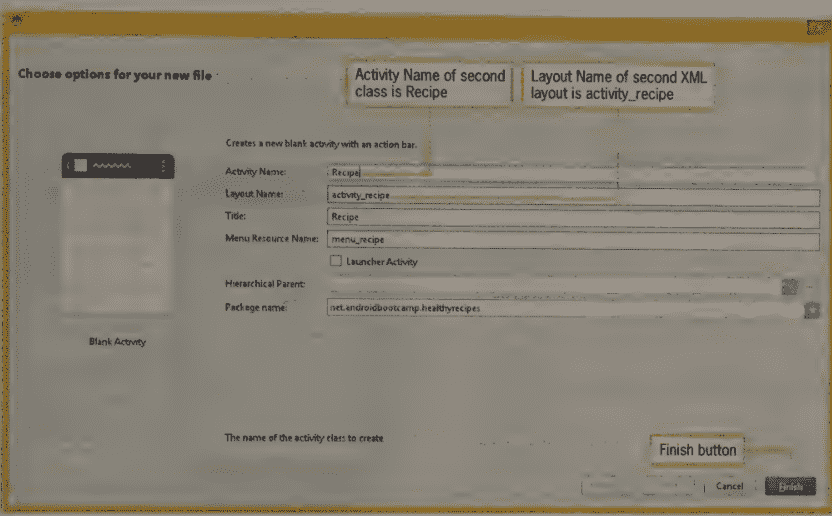 Choose options for your new file
Activity Name of second
class is Recipe
Layout Name of second XML
layout is activity_recipe
Creates a new blank activity with an action bar.
Activity Name:
Recipe
Layout Name:
activity_recipe
Title:
Recipe
Menu Resource Name:
menu_recipe
Launcher Activity
Hierarchical Parent:
Package name:
net.androidbootcamp.healthyrecipes
Blank Activity
The name of the activity class to create
Finish button
Cancel
Finish